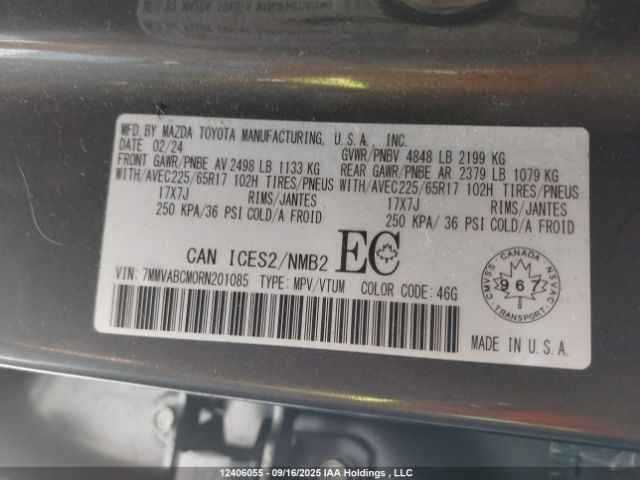 MFD.BY MAZDA TOYOTA MANUFACTURING, U.S.A., INC.
DATE 02/24
GVWR/PNBV 4848 LB 2199 KG
FRONT GAWR/PNBE AV 2498 LB 1133 KG
REAR GAWR/PNBE AR 2379 LB 1079 KG
WITH/AVEC225/65R17 102H TIRES/PNEUS
WITH/AVEC225/65R17 102H TIRES/PNEUS
17X7J RIMS/JANTES
17X7J RIMS/JANTES
250 KPA/36 PSI COLD/A FROID
250 KPA/ 36 PSI COLD/A FROID
CAN ICES2/NMB2 EC
VIN: 7MMVABCM0RN201085 TYPE: MPV/VTUM COLOR CODE: 46G
CANADA
CMVSS NSVAC
967
TRANSPORT
MADE IN U.S.A.
12406055 - 09/16/2025 IAA Holdings , LLC